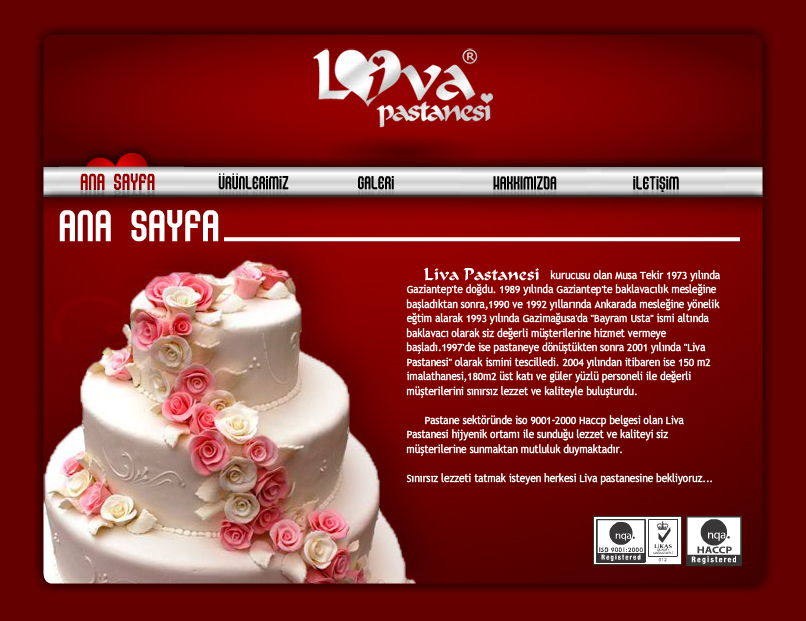 Liva®
pastanesi
ANA SAYFA ÜRÜNLERİMİZ GALERİ HAKKIMIZDA İLETİŞİM
ANA SAYFA
Liva Pastanesi kurucusu olan Musa Tekir 1973 yılında
Gaziantep'te doğdu. 1989 yılında Gaziantep'te baklavacılık mesleğine
başladıktan sonra,1990 ve 1992 yıllarında Ankarada mesleğine yönelik
eğtim alarak 1993 yılında Gazimağusa'da "Bayram Usta" ismi altında
baklavacı olarak siz değerli müşterilerine hizmet vermeye
başladı.1997'de ise pastaneye dönüştükten sonra 2001 yılında "Liva
Pastanesi" olarak ismini tescilledi. 2004 yılından itibaren ise 150 m2
imalathanesi,180m2 üst katı ve güler yüzlü personeli ile değerli
müşterilerini sınırsız lezzet ve kaliteyle buluşturdu.
Pastane sektöründe iso 9001-2000 Haccp belgesi olan Liva
Pastanesi hijyenik ortamı ile sunduğu lezzet ve kaliteyi siz
müşterilerine sunmaktan mutluluk duymaktadır.
Sınırsız lezzeti tatmak isteyen herkesi Liva pastanesine bekliyoruz...
nqa.
ISO 9001:2000
Registered
UKAS
012
nqa.
HACCP
Registered